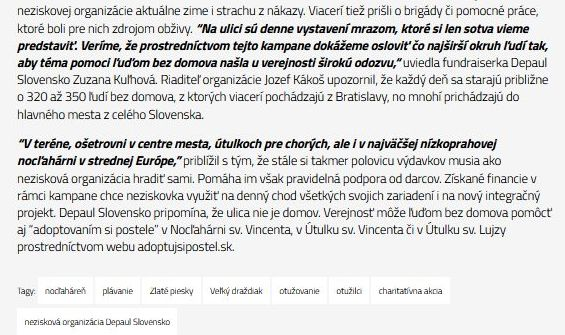 neziskovej organizácie aktuálne zime i strachu z nákazy. Viacerí tiež prišli o brigády či pomocné práce,
ktoré boli pre nich zdrojom obživy. “Na ulici sú denne vystavení mrazom, ktoré si len sotva vieme
predstaviť. Veríme, že prostredníctvom tejto kampane dokážeme osloviť čo najširší okruh ľudí tak,
aby téma pomoci ľuďom bez domova našla u verejnosti širokú odozvu,” uviedla fundraiserka Depaul
Slovensko Zuzana Kuľhová. Riaditeľ organizácie Jozef Kákoš upozornil, že každý deň sa starajú približne
o 320 až 350 ľudí bez domova, z ktorých viacerí pochádzajú z Bratislavy, no mnohí prichádzajú do
hlavného mesta z celého Slovenska.
“V teréne, ošetrovni v centre mesta, útulkoch pre chorých, ale i v najväčšej nízkoprahovej
nocľahárni v strednej Európe,” priblížil s tým, že stále si takmer polovicu výdavkov musia ako
nezisková organizácia hradiť sami. Pomáha im však pravidelná podpora od darcov. Získané financie v
rámci kampane chce neziskovka využiť na denný chod všetkých svojich zariadení i na nový integračný
projekt. Depaul Slovensko pripomína, že ulica nie je domov. Verejnosť môže ľuďom bez domova pomôcť
aj “adoptovaním si postele” v Nocľahárni sv. Vincenta, v Útulku sv. Vincenta či v Útulku sv. Lujzy
prostredníctvom webu adoptujsipostel.sk.
Tagy: nocľaháreň plávanie Zlaté piesky Veľký draždiak otužovanie otužilci charitatívna akcia
nezisková organizácia Depaul Slovensko